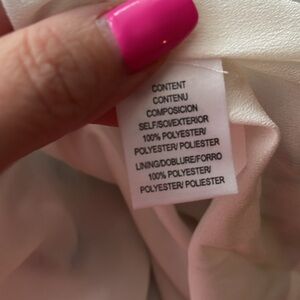 CONTENT
CONTENU
COMPOSICION
SELF/SOI/EXTERIOR
100% POLYESTER/
POLYESTER/ POLIESTER
LINING/DOBLURE/FORRO
100% POLYESTER/
POLYESTER/ POLIESTER